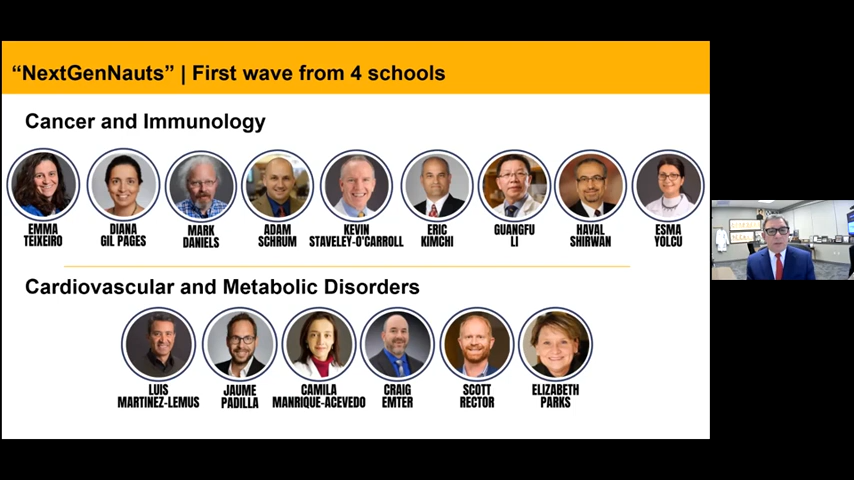 “NextGenNauts” | First wave from 4 schools
Cancer and Immunology
EMMA
TEIXEIRO
DIANA
GIL PAGES
MARK
DANIELS
ADAM
SCHRUM
KEVIN
STAVELEY-O'CARROLL
ERIC
KIMCHI
GUANGFU
LI
HAVAL
SHIRWAN
ESMA
YOLCU
Cardiovascular and Metabolic Disorders
LUIS
MARTINEZ-LEMUS
JAUME
PADILLA
CAMILA
MANRIQUE-ACEVEDO
CRAIG
EMTER
SCOTT
RECTOR
ELIZABETH
PARKS